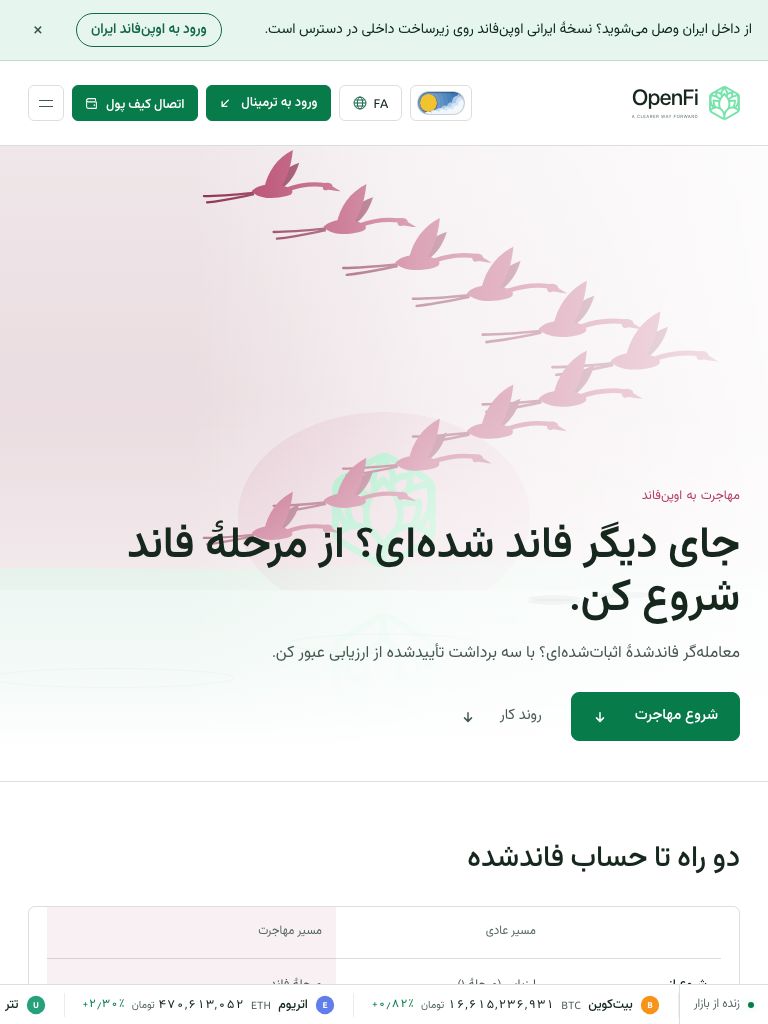 از داخل ایران وصل می‌شوید؟ نسخهٔ ایرانی اوپن‌فاند روی زیرساخت داخلی در دسترس است.
ورود به اوپن‌فاند ایران
×
OpenFi
A CLEARER WAY FORWARD
FA
ورود به ترمینال
اتصال کیف پول
مهاجرت به اوپن‌فاند
جای دیگر فاند شده‌ای؟ از مرحلهٔ فاند
شروع کن.
معامله‌گر فاندشدهٔ اثبات‌شده‌ای؟ با سه برداشت تأییدشده از ارزیابی عبور کن.
شروع مهاجرت
روند کار
دو راه تا حساب فاندشده
مسیر عادی
مسیر مهاجرت
زنده از بازار
بیت‌کوین BTC ۱۶,۶۱۵,۲۳۶,۹۳۱ تومان +۰٫۸۲٪
اتریوم ETH ۴۷۰,۶۱۳,۰۵۲ تومان +۲٫۳۰٪
تتر